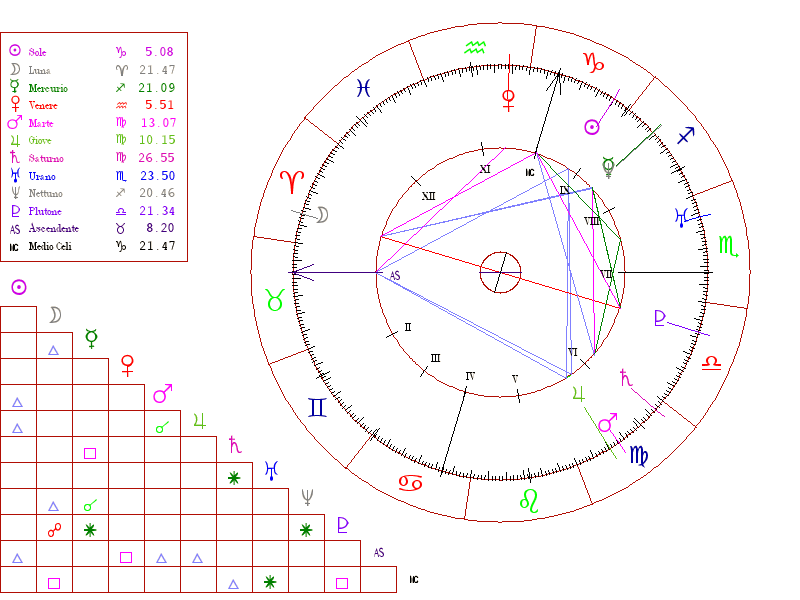 ☉ Sole ♑ 5.08
☽ Luna ♈ 21.47
☿ Mercurio ♐ 21.09
♀ Venere ♒ 5.51
♂ Marte ♍ 13.07
♃ Giove ♍ 10.15
♄ Saturno ♍ 26.55
♅ Urano ♏ 23.50
♆ Nettuno ♐ 20.46
♇ Plutone ♎ 21.34
AS Ascendente ♉ 8.20
MC Medio Celi ♑ 21.47
XI
MC
XII
IX
VIII
AS
VII
II
III
VI
IV
V
AS
MC